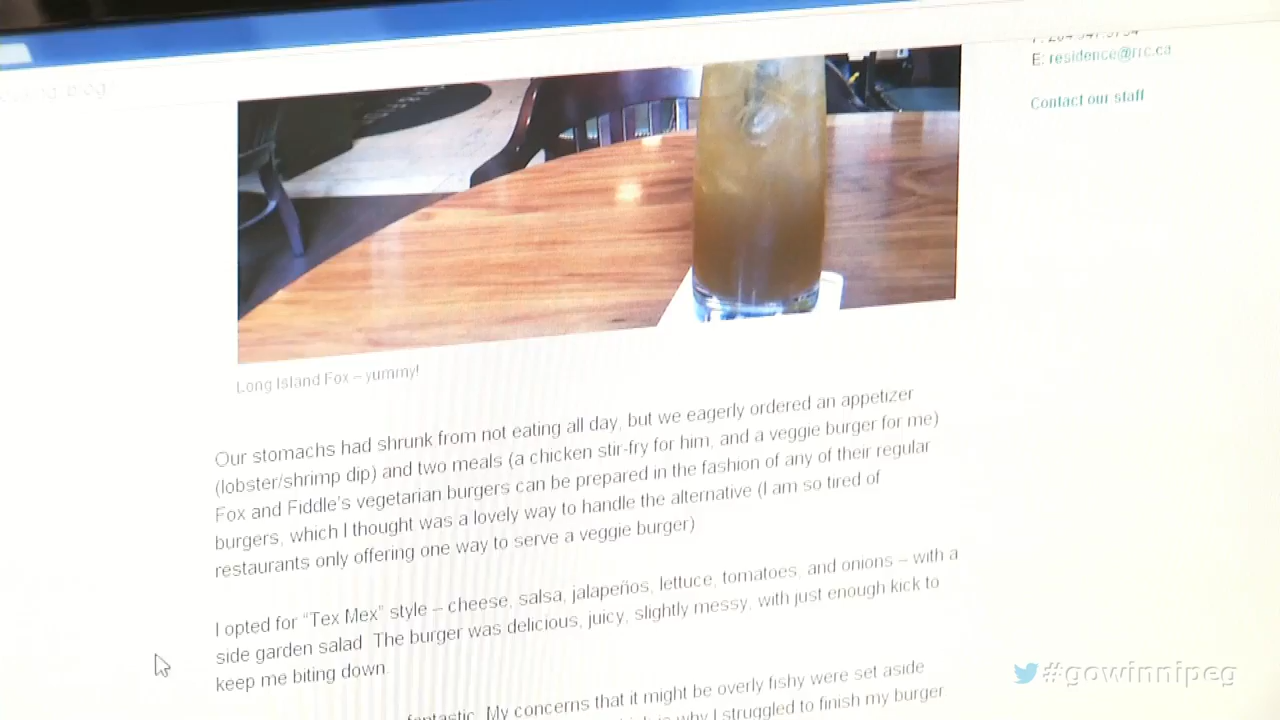 E: residence@rrc.ca
blog
Contact our staff
Long Island Fox – yummy!
Our stomachs had shrunk from not eating all day, but we eagerly ordered an appetizer
(lobster/shrimp dip) and two meals (a chicken stir-fry for him, and a veggie burger for me)
Fox and Fiddle's vegetarian burgers can be prepared in the fashion of any of their regular
burgers, which I thought was a lovely way to handle the alternative (I am so tired of
restaurants only offering one way to serve a veggie burger)
I opted for "Tex Mex" style – cheese, salsa, jalapeños, lettuce, tomatoes, and onions – with a
side garden salad. The burger was delicious, juicy, slightly messy, with just enough kick to
keep me biting down.
fantastic. My concerns that it might be overly fishy were set aside
why I struggled to finish my burger
#gowinnipeg